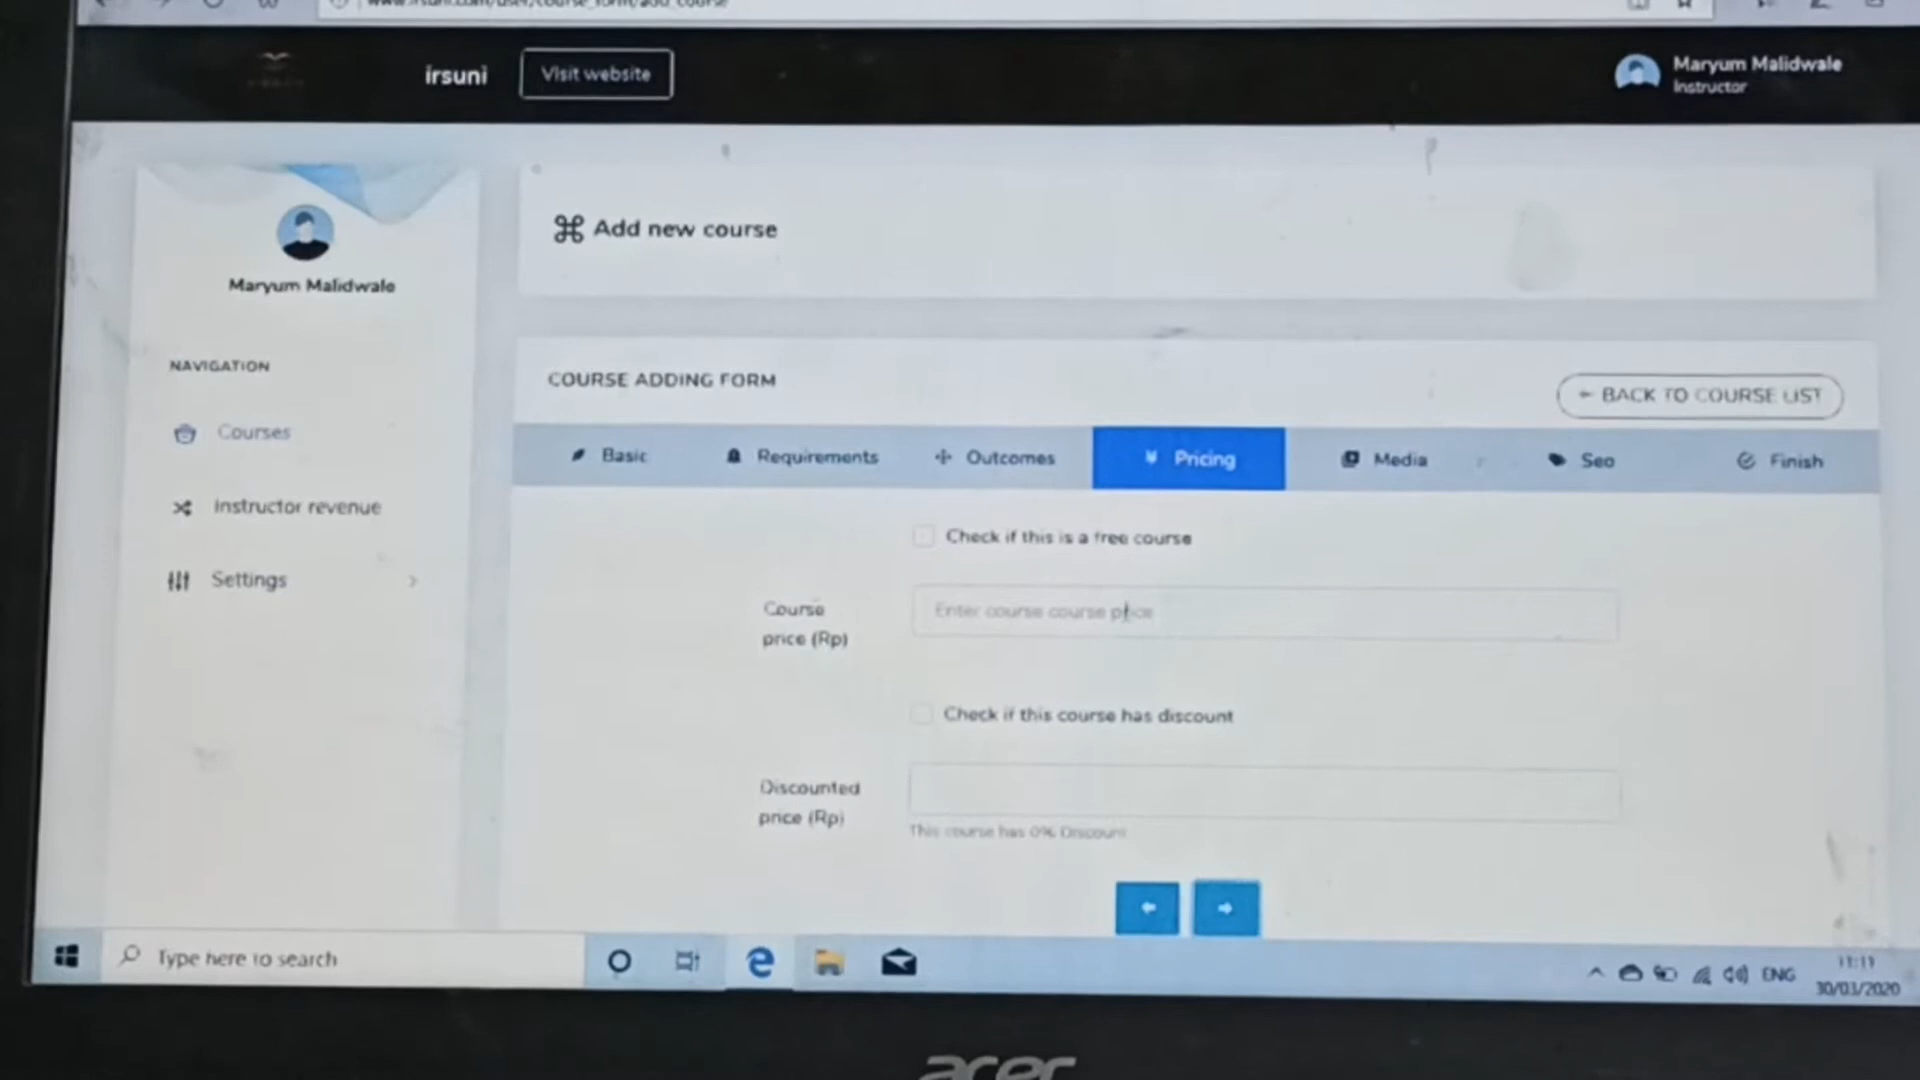 www.irsuni.com/user/course_form/add_course
irsuni
Visit website
Maryum Malidwale
Instructor
Maryum Malidwale
NAVIGATION
Courses
Instructor revenue
Settings
Add new course
COURSE ADDING FORM
BACK TO COURSE LIST
Basic
Requirements
Outcomes
Pricing
Media
Seo
Finish
Check if this is a free course
Course
price (Rp)
Enter course course price
Check if this course has discount
Discounted
price (Rp)
This course has 0% Discount
Type here to search
ENG
11:11
30/03/2020
acer